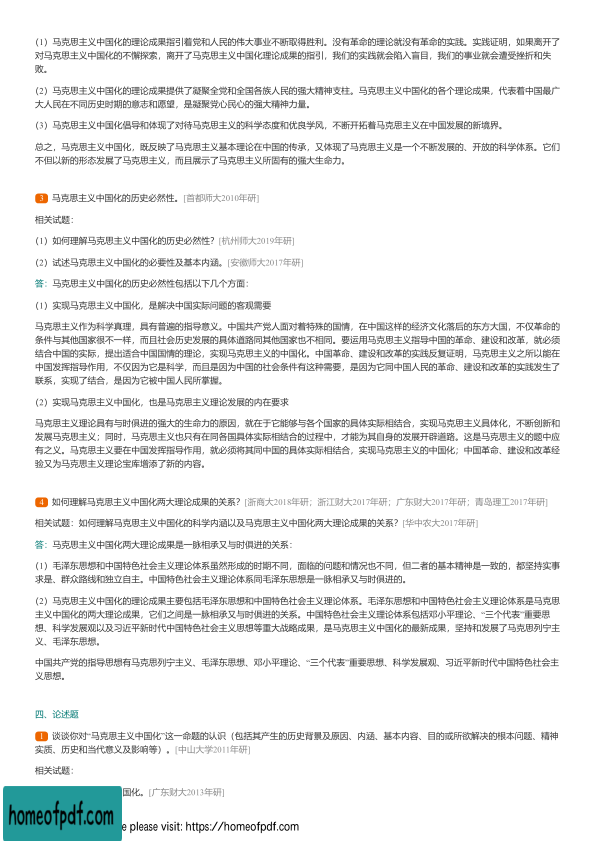 （1）马克思主义中国化的理论成果指引着党和人民的伟大事业不断取得胜利。没有革命的理论就没有革命的实践。实践证明，如果离开了
对马克思主义中国化的不懈探索，离开了马克思主义中国化理论成果的指引，我们的实践就会陷入盲目，我们的事业就会遭受挫折和失
败。
（2）马克思主义中国化的理论成果提供了凝聚全党和全国各族人民的强大精神支柱。马克思主义中国化的各个理论成果，代表着中国最广
大人民在不同历史时期的意志和愿望，是凝聚党心民心的强大精神力量。
（3）马克思主义中国化倡导和体现了对待马克思主义的科学态度和优良学风，不断开拓着马克思主义在中国发展的新境界。
总之，马克思主义中国化，既反映了马克思主义基本理论在中国的传承，又体现了马克思主义是一个不断发展的、开放的科学体系。它们
不但以新的形态发展了马克思主义，而且展示了马克思主义所固有的强大生命力。
3 马克思主义中国化的历史必然性。[首都师大2010年研]
相关试题：
（1）如何理解马克思主义中国化的历史必然性？[杭州师大2019年研]
（2）试述马克思主义中国化的必要性及基本内涵。[安徽师大2017年研]
答：马克思主义中国化的历史必然性包括以下几个方面：
（1）实现马克思主义中国化，是解决中国实际问题的客观需要
马克思主义作为科学真理，具有普遍的指导意义。中国共产党人面对着特殊的国情，在中国这样的经济文化落后的东方大国，不仅革命的
条件与其他国家很不一样，而且社会历史发展的具体道路同其他国家也不相同。要运用马克思主义指导中国的革命、建设和改革，就必须
结合中国的实际，提出适合中国国情的理论，实现马克思主义的中国化。中国革命、建设和改革的实践反复证明，马克思主义之所以能在
中国发挥指导作用，不仅因为它是科学，而且是因为中国的社会条件有这种需要，是因为它同中国人民的革命、建设和改革的实践发生了
联系，实现了结合，是因为它被中国人民所掌握。
（2）实现马克思主义中国化，也是马克思主义理论发展的内在要求
马克思主义理论具有与时俱进的强大的生命力的原因，就在于它能够与各个国家的具体实际相结合，实现马克思主义具体化，不断创新和
发展马克思主义；同时，马克思主义也只有在同各国具体实际相结合的过程中，才能为其自身的发展开辟道路。这是马克思主义的题中应
有之义。马克思主义要在中国发挥指导作用，就必须将其同中国的具体实际相结合，实现马克思主义的中国化；中国革命、建设和改革经
验又为马克思主义理论宝库增添了新的内容。
4 如何理解马克思主义中国化两大理论成果的关系？[浙商大2018年研；浙江财大2017年研；广东财大2017年研；青岛理工2017年研]
相关试题：如何理解马克思主义中国化的科学内涵以及马克思主义中国化两大理论成果的关系？[华中农大2017年研]
答：马克思主义中国化两大理论成果是一脉相承又与时俱进的关系：
（1）毛泽东思想和中国特色社会主义理论体系虽然形成的时期不同，面临的问题和情况也不同，但二者的基本精神是一致的，都坚持实事
求是、群众路线和独立自主。中国特色社会主义理论体系同毛泽东思想是一脉相承又与时俱进的。
（2）马克思主义中国化的理论成果主要包括毛泽东思想和中国特色社会主义理论体系。毛泽东思想和中国特色社会主义理论体系是马克思
主义中国化的两大理论成果，它们之间是一脉相承又与时俱进的关系。中国特色社会主义理论体系包括邓小平理论、“三个代表”重要思
想、科学发展观以及习近平新时代中国特色社会主义思想等重大战略成果，是马克思主义中国化的最新成果，坚持和发展了马克思列宁主
义、毛泽东思想。
中国共产党的指导思想有马克思列宁主义、毛泽东思想、邓小平理论、“三个代表”重要思想、科学发展观、习近平新时代中国特色社会主
义思想。
四、论述题
1 谈谈你对“马克思主义中国化”这一命题的认识（包括其产生的历史背景及原因、内涵、基本内容、目的或所欲解决的根本问题、精神
实质、历史和当代意义及影响等）。[中山大学2011年研]
相关试题：
国化。[广东财大2013年研]
homeofpdf.com
e please visit: https://homeofpdf.com